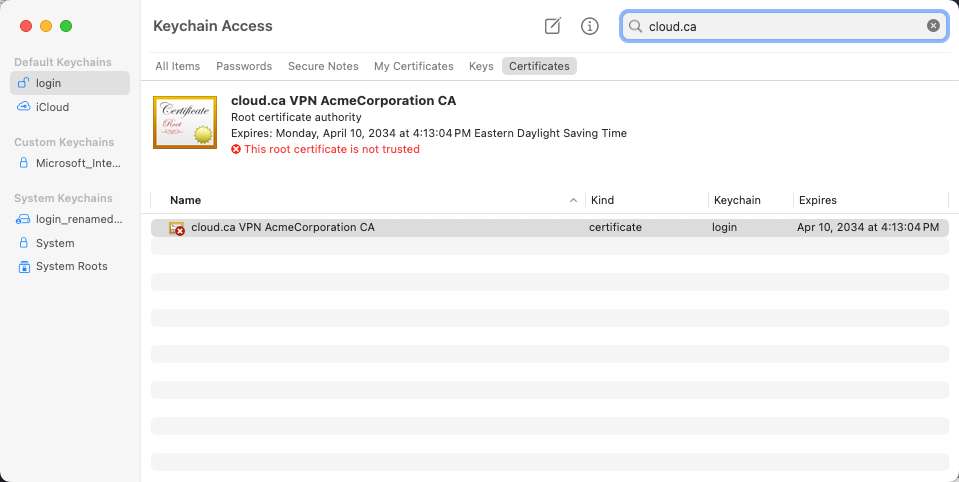 Keychain Access
cloud.ca
Default Keychains
login
iCloud
Custom Keychains
Microsoft_Inte...
System Keychains
login_renamed...
System
System Roots
All Items Passwords Secure Notes My Certificates Keys Certificates
Certificate
Root
cloud.ca VPN AcmeCorporation CA
Root certificate authority
Expires: Monday, April 10, 2034 at 4:13:04 PM Eastern Daylight Saving Time
This root certificate is not trusted
Name Kind Keychain Expires
cloud.ca VPN AcmeCorporation CA certificate login Apr 10, 2034 at 4:13:04 PM